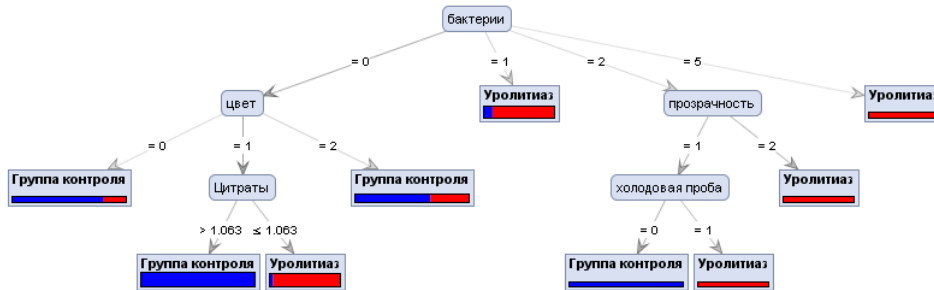 бактерии
= 0
= 1
= 2
= 5
цвет
Уролитиаз
прозрачность
Уролитиаз
= 0
= 1
= 2
= 1
= 2
Группа контроля
Цитраты
Группа контроля
холодовая проба
Уролитиаз
> 1.063
≤ 1.063
= 0
= 1
Группа контроля
Уролитиаз
Группа контроля
Уролитиаз